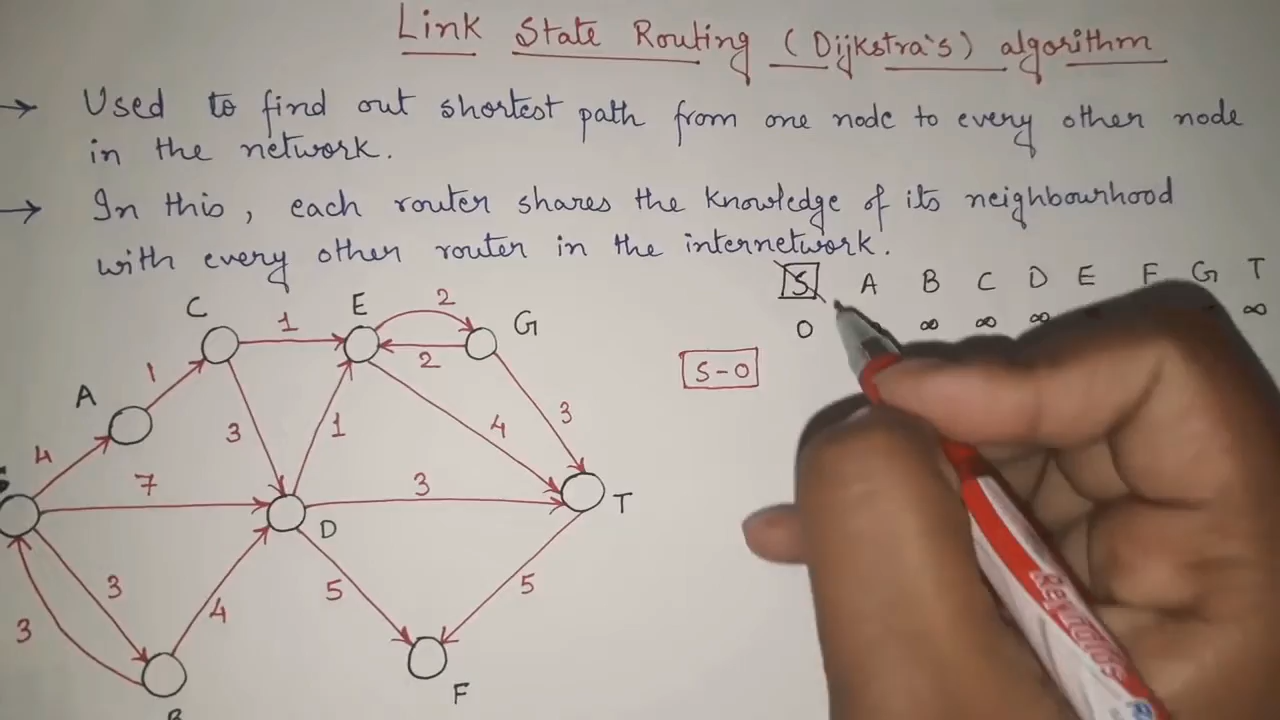 Link State Routing (Dijkstra's) algorithm
→ Used to find out shortest path from one node to every other node
in the network.
→ In this, each router shares the knowledge of its neighbourhood
with every other router in the internetwork.
S A B C D E F G T
0 ∞ ∞ ∞ ∞
S-0
C 1 E 2 G
2
A 1
4 3 1 4 3
7 3 T
D
3 4 5 5
3
F
Reynolds